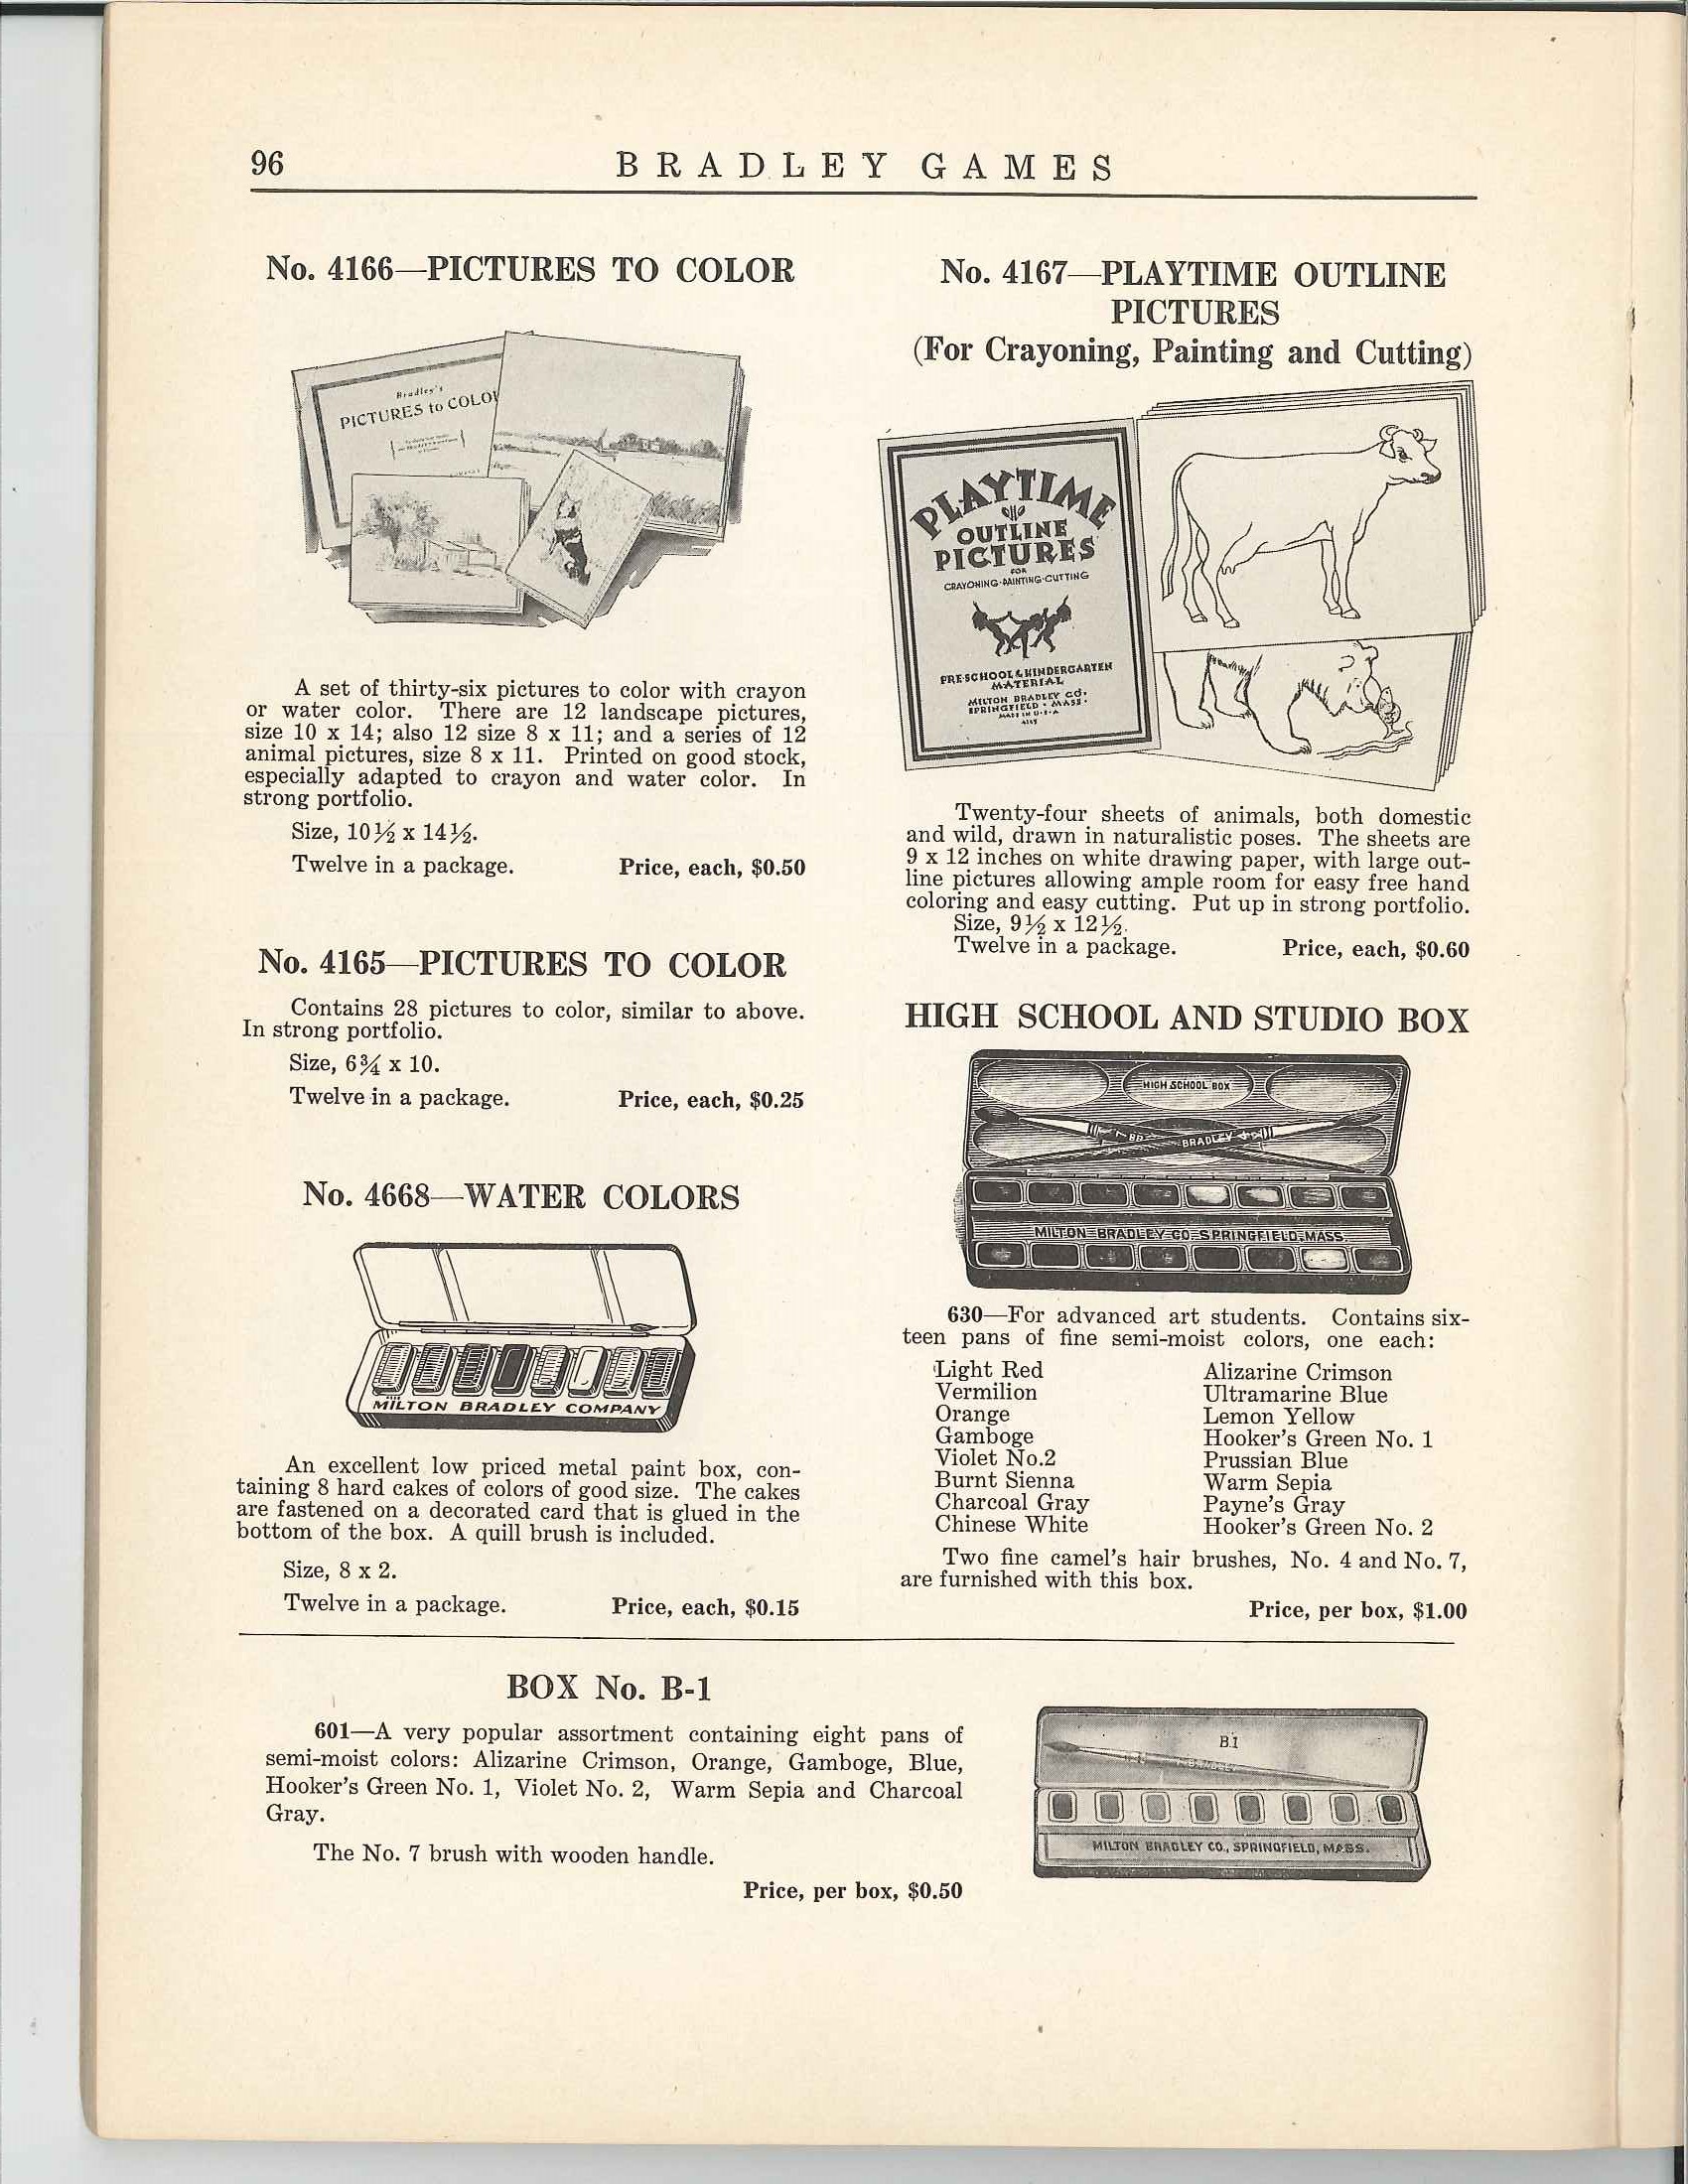 96
BRADLEY GAMES
No. 4166—PICTURES TO COLOR
Bradley's
PICTURES to COLOR
A set of thirty-six pictures to color with crayon
or water color. There are 12 landscape pictures,
size 10 x 14; also 12 size 8 x 11; and a series of 12
animal pictures, size 8 x 11. Printed on good stock,
especially adapted to crayon and water color. In
strong portfolio.
Size, 10½ x 14½.
Twelve in a package. Price, each, $0.50
No. 4165—PICTURES TO COLOR
Contains 28 pictures to color, similar to above.
In strong portfolio.
Size, 6¾ x 10.
Twelve in a package. Price, each, $0.25
No. 4668—WATER COLORS
MILTON BRADLEY COMPANY
An excellent low priced metal paint box, con-
taining 8 hard cakes of colors of good size. The cakes
are fastened on a decorated card that is glued in the
bottom of the box. A quill brush is included.
Size, 8 x 2.
Twelve in a package. Price, each, $0.15
No. 4167—PLAYTIME OUTLINE
PICTURES
(For Crayoning, Painting and Cutting)
PLAYTIME
OUTLINE
PICTURES
FOR
CRAYONING·PAINTING·CUTTING
PRE-SCHOOL & KINDERGARTEN
MATERIAL
MILTON BRADLEY CO·
SPRINGFIELD · MASS·
MADE IN U·S·A
Twenty-four sheets of animals, both domestic
and wild, drawn in naturalistic poses. The sheets are
9 x 12 inches on white drawing paper, with large out-
line pictures allowing ample room for easy free hand
coloring and easy cutting. Put up in strong portfolio.
Size, 9½ x 12½.
Twelve in a package. Price, each, $0.60
HIGH SCHOOL AND STUDIO BOX
HIGH SCHOOL BOX
BRADLEY
MILTON BRADLEY CO. SPRINGFIELD, MASS.
630—For advanced art students. Contains six-
teen pans of fine semi-moist colors, one each:
Light Red
Vermilion
Orange
Gamboge
Violet No.2
Burnt Sienna
Charcoal Gray
Chinese White
Alizarine Crimson
Ultramarine Blue
Lemon Yellow
Hooker's Green No. 1
Prussian Blue
Warm Sepia
Payne's Gray
Hooker's Green No. 2
Two fine camel's hair brushes, No. 4 and No. 7,
are furnished with this box.
Price, per box, $1.00
BOX No. B-1
601—A very popular assortment containing eight pans of
semi-moist colors: Alizarine Crimson, Orange, Gamboge, Blue,
Hooker's Green No. 1, Violet No. 2, Warm Sepia and Charcoal
Gray.
The No. 7 brush with wooden handle.
Price, per box, $0.50
B.1
MILTON BRADLEY CO., SPRINGFIELD, MASS.